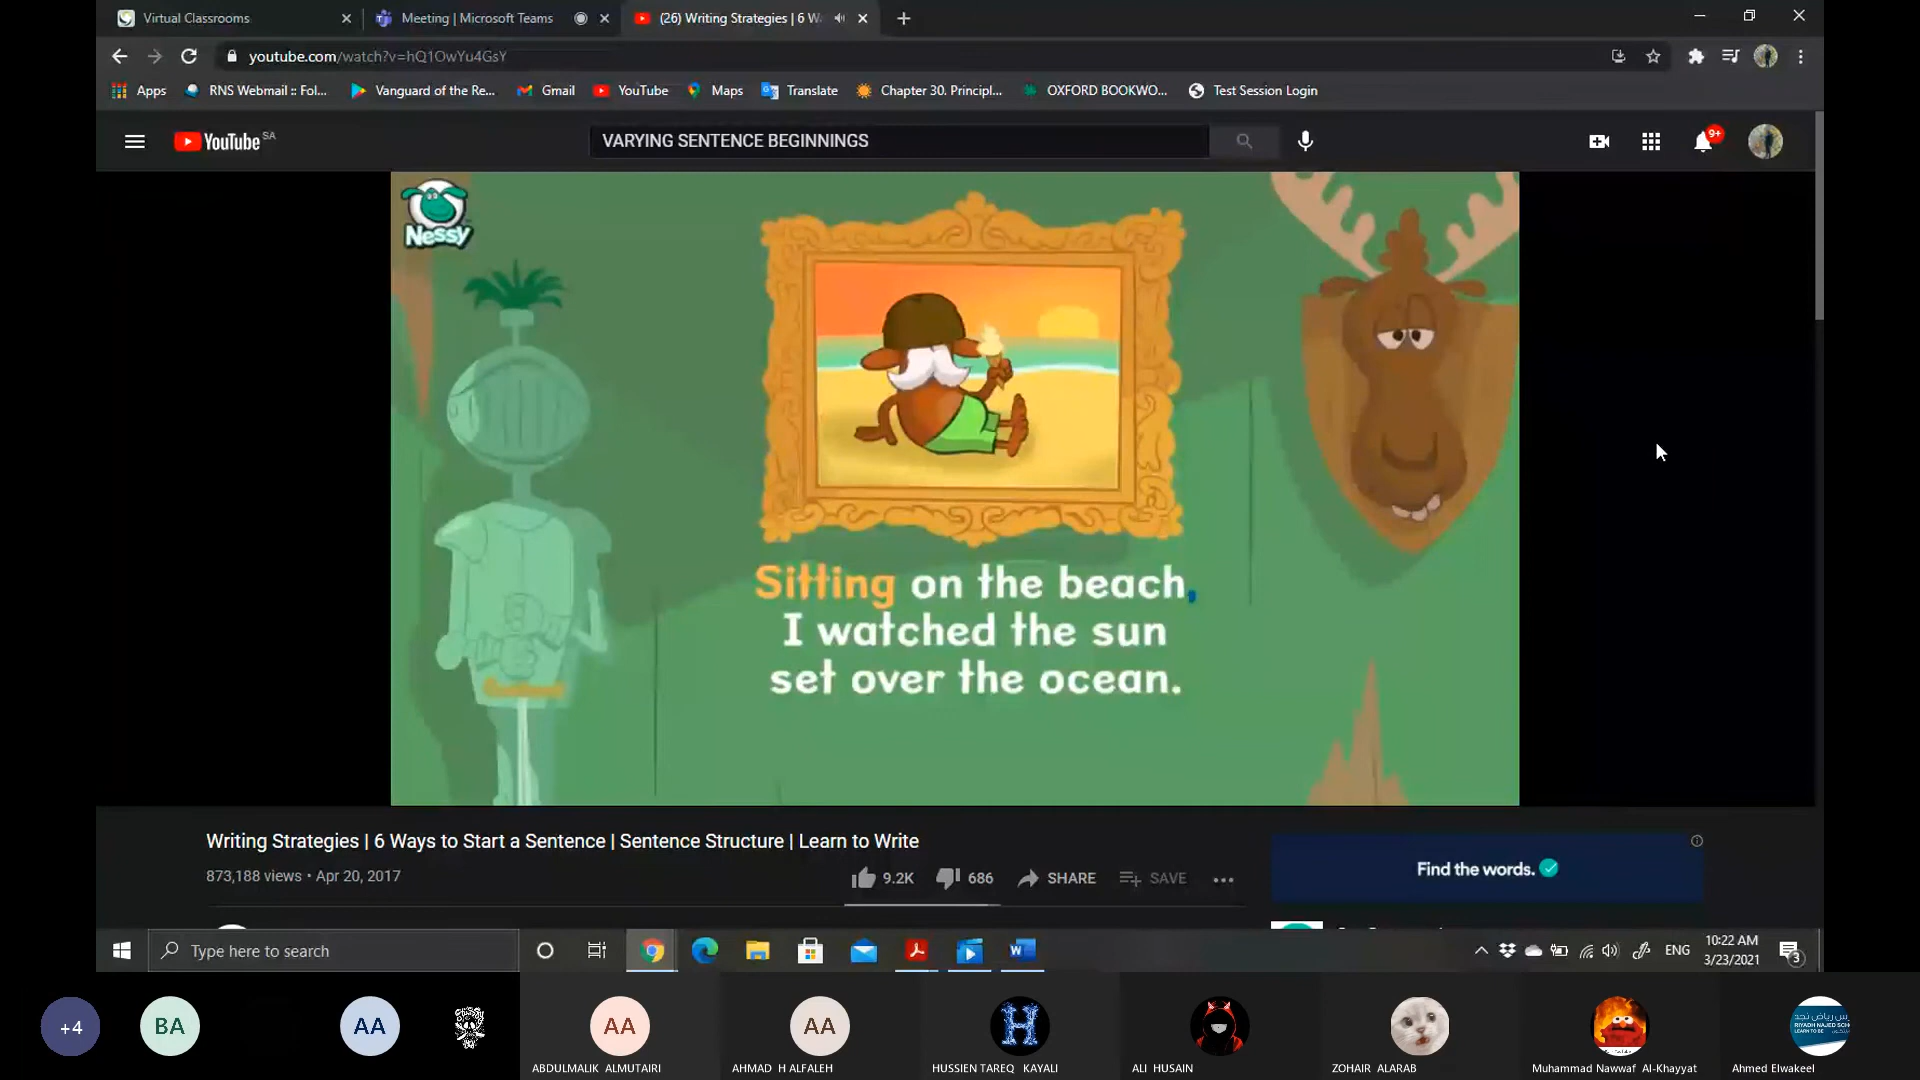 Virtual Classrooms
Meeting | Microsoft Teams
(26) Writing Strategies | 6 W
youtube.com/watch?v=hQ1OwYu4GsY
Apps
RNS Webmail :: Fol...
Vanguard of the Re...
Gmail
YouTube
Maps
Translate
Chapter 30. Principl...
OXFORD BOOKWO...
Test Session Login
YouTube SA
VARYING SENTENCE BEGINNINGS
9+
Nessy
Sitting on the beach,
I watched the sun
set over the ocean.
Writing Strategies | 6 Ways to Start a Sentence | Sentence Structure | Learn to Write
873,188 views • Apr 20, 2017
9.2K
686
SHARE
SAVE
Find the words.
Type here to search
ENG
10:22 AM
3/23/2021
3
+4
BA
AA
AA
AA
H
ABDULMALIK ALMUTAIRI
AHMAD H ALFALEH
HUSSIEN TAREQ KAYALI
ALI HUSAIN
ZOHAIR ALARAB
Muhammad Nawwaf Al-Khayyat
Ahmed Elwakeel